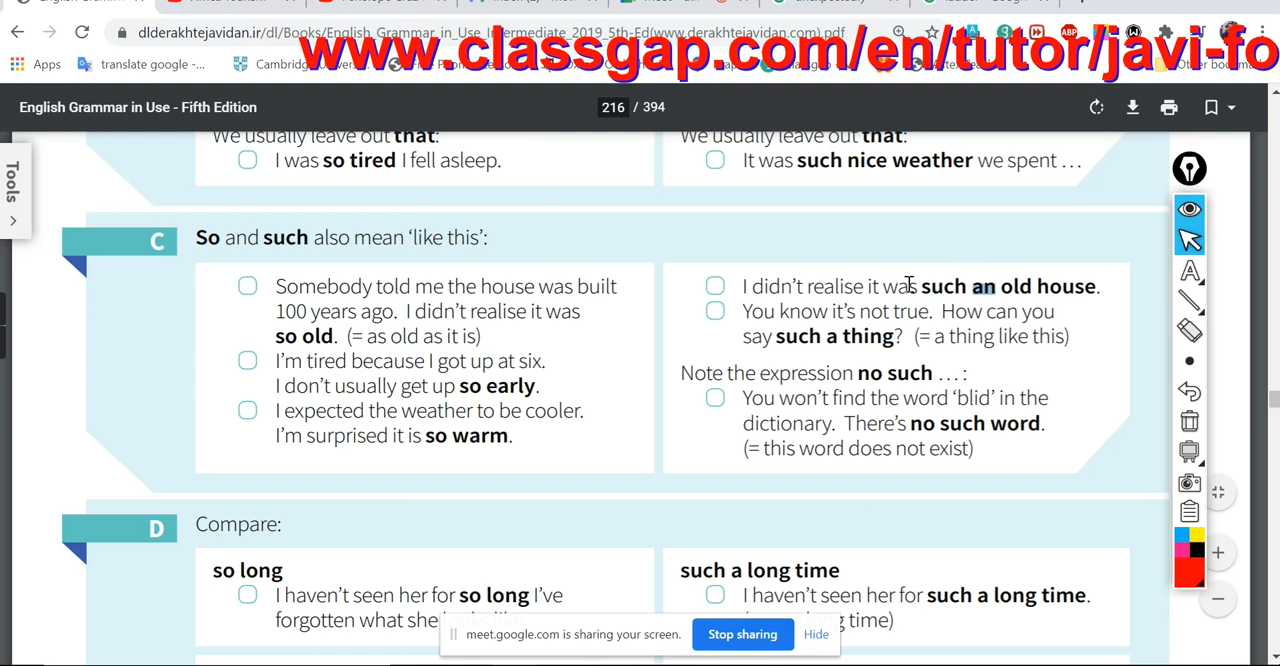 dlderakhtejavidan.ir/dl/Books/English_Grammar_in_Use_Intermediate_2019_5th-Ed(www.derakhtejavidan.com).pdf
www.classgap.com/en/tutor/javi-fo
Apps
translate google -...
English Grammar in Use - Fifth Edition
216 / 394
Tools
We usually leave out that:
I was so tired I fell asleep.
We usually leave out that:
It was such nice weather we spent ...
C
So and such also mean ‘like this’:
Somebody told me the house was built
100 years ago. I didn’t realise it was
so old. (= as old as it is)
I’m tired because I got up at six.
I don’t usually get up so early.
I expected the weather to be cooler.
I’m surprised it is so warm.
I didn’t realise it was such an old house.
You know it’s not true. How can you
say such a thing? (= a thing like this)
Note the expression no such ... :
You won’t find the word ‘blid’ in the
dictionary. There’s no such word.
(= this word does not exist)
D
Compare:
so long
I haven’t seen her for so long I’ve
forgotten what she
such a long time
I haven’t seen her for such a long time.
time)
meet.google.com is sharing your screen.
Stop sharing
Hide